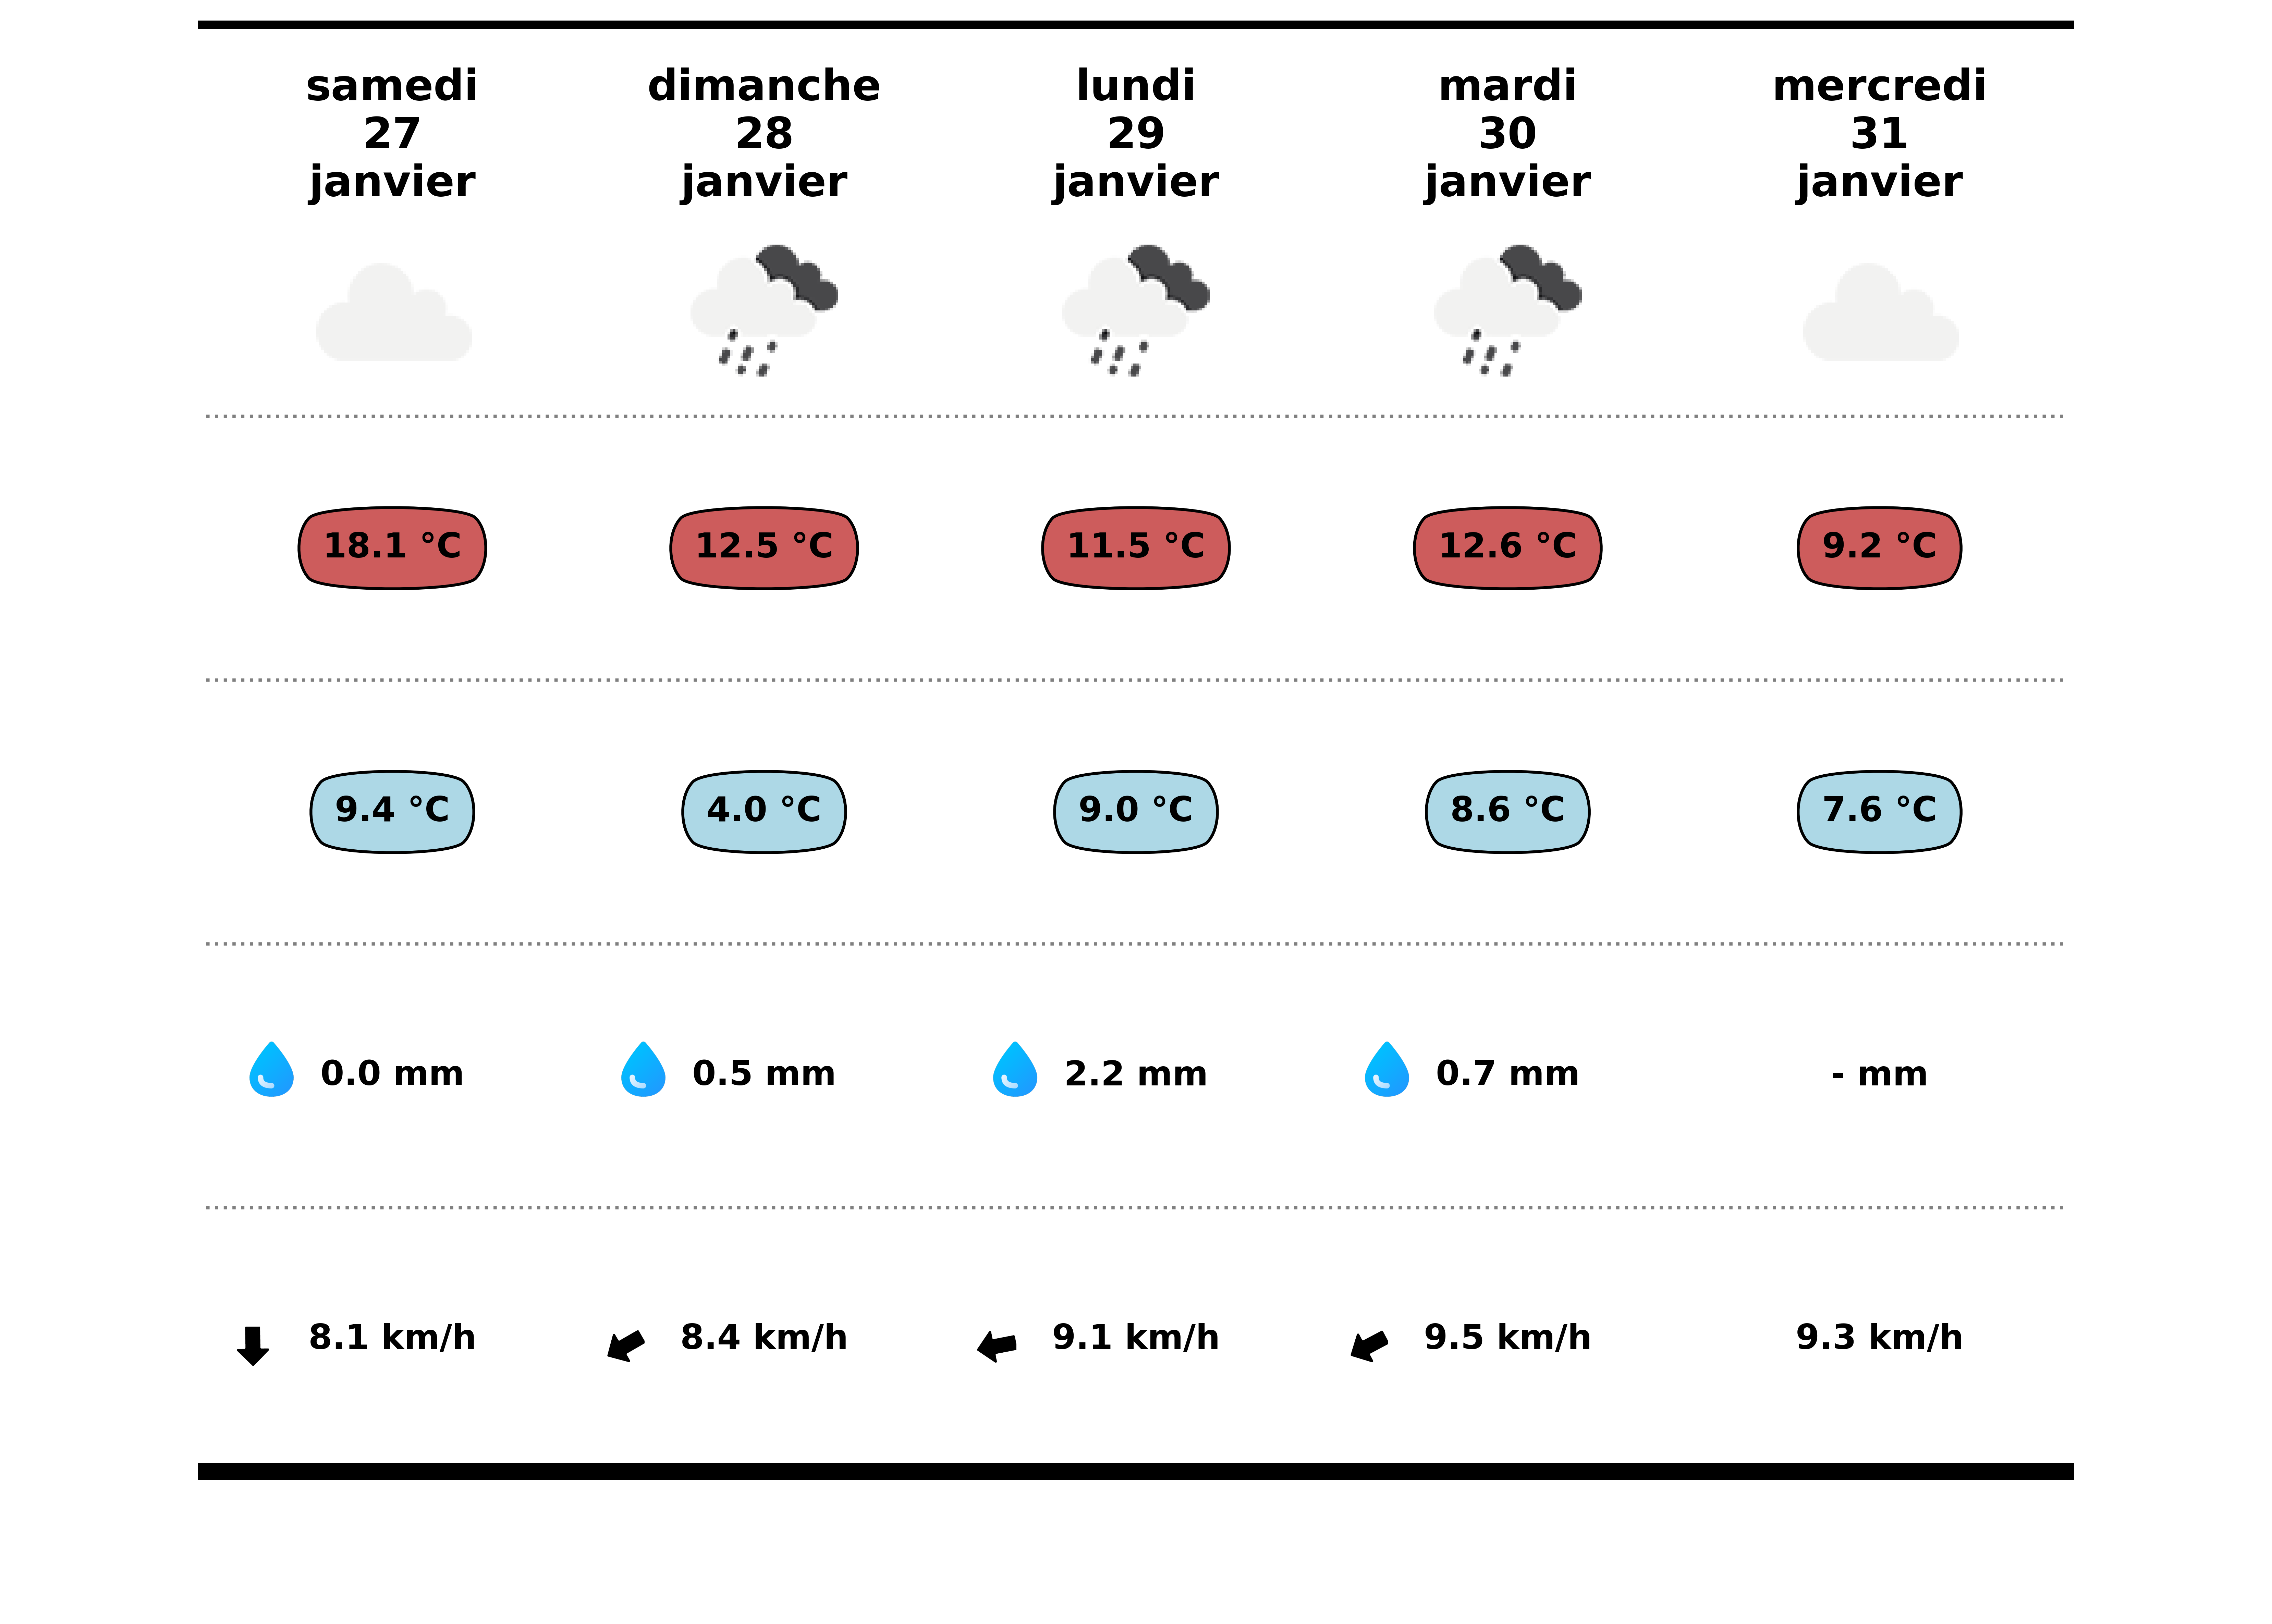 samedi
27
janvier
dimanche
28
janvier
lundi
29
janvier
mardi
30
janvier
mercredi
31
janvier
18.1 °C
12.5 °C
11.5 °C
12.6 °C
9.2 °C
9.4 °C
4.0 °C
9.0 °C
8.6 °C
7.6 °C
0.0 mm
0.5 mm
2.2 mm
0.7 mm
- mm
8.1 km/h
8.4 km/h
9.1 km/h
9.5 km/h
9.3 km/h